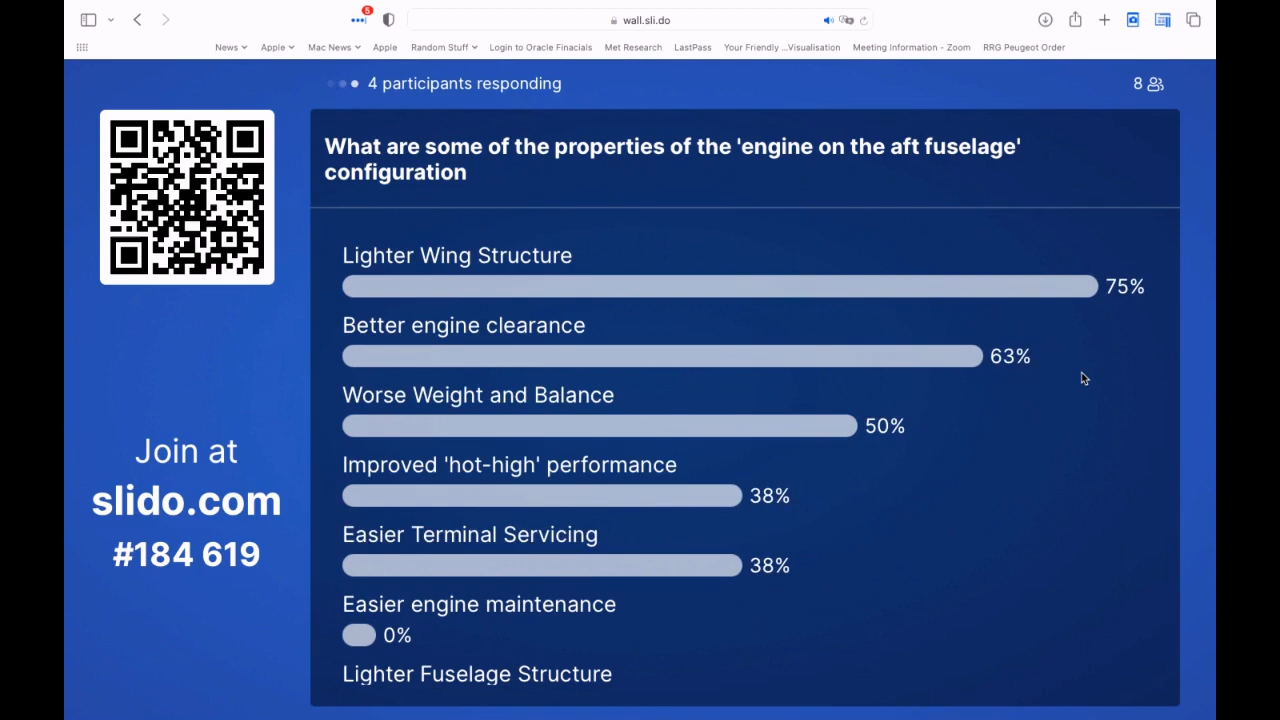 5
wall.sli.do
News
Apple
Mac News
Apple
Random Stuff
Login to Oracle Finacials
Met Research
LastPass
Your Friendly ...Visualisation
Meeting Information - Zoom
RRG Peugeot Order
4 participants responding
8
What are some of the properties of the 'engine on the aft fuselage'
configuration
Lighter Wing Structure
75%
Better engine clearance
63%
Worse Weight and Balance
50%
Improved 'hot-high' performance
38%
Easier Terminal Servicing
38%
Easier engine maintenance
0%
Lighter Fuselage Structure
Join at
slido.com
#184 619